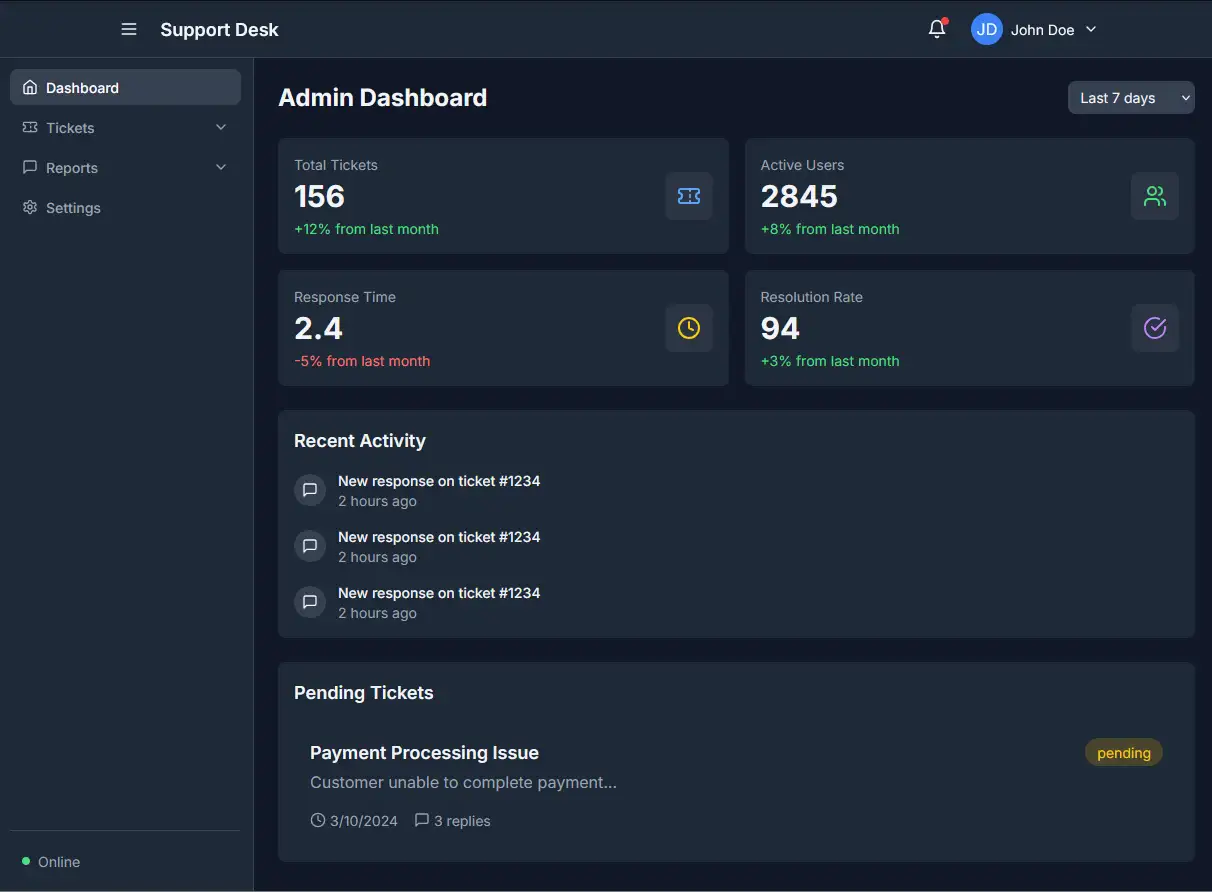 Support Desk
JD
John Doe
Dashboard
Tickets
Reports
Settings
Online
Admin Dashboard
Last 7 days
Total Tickets
156
+12% from last month
Active Users
2845
+8% from last month
Response Time
2.4
-5% from last month
Resolution Rate
94
+3% from last month
Recent Activity
New response on ticket #1234
2 hours ago
New response on ticket #1234
2 hours ago
New response on ticket #1234
2 hours ago
Pending Tickets
Payment Processing Issue
pending
Customer unable to complete payment...
3/10/2024
3 replies